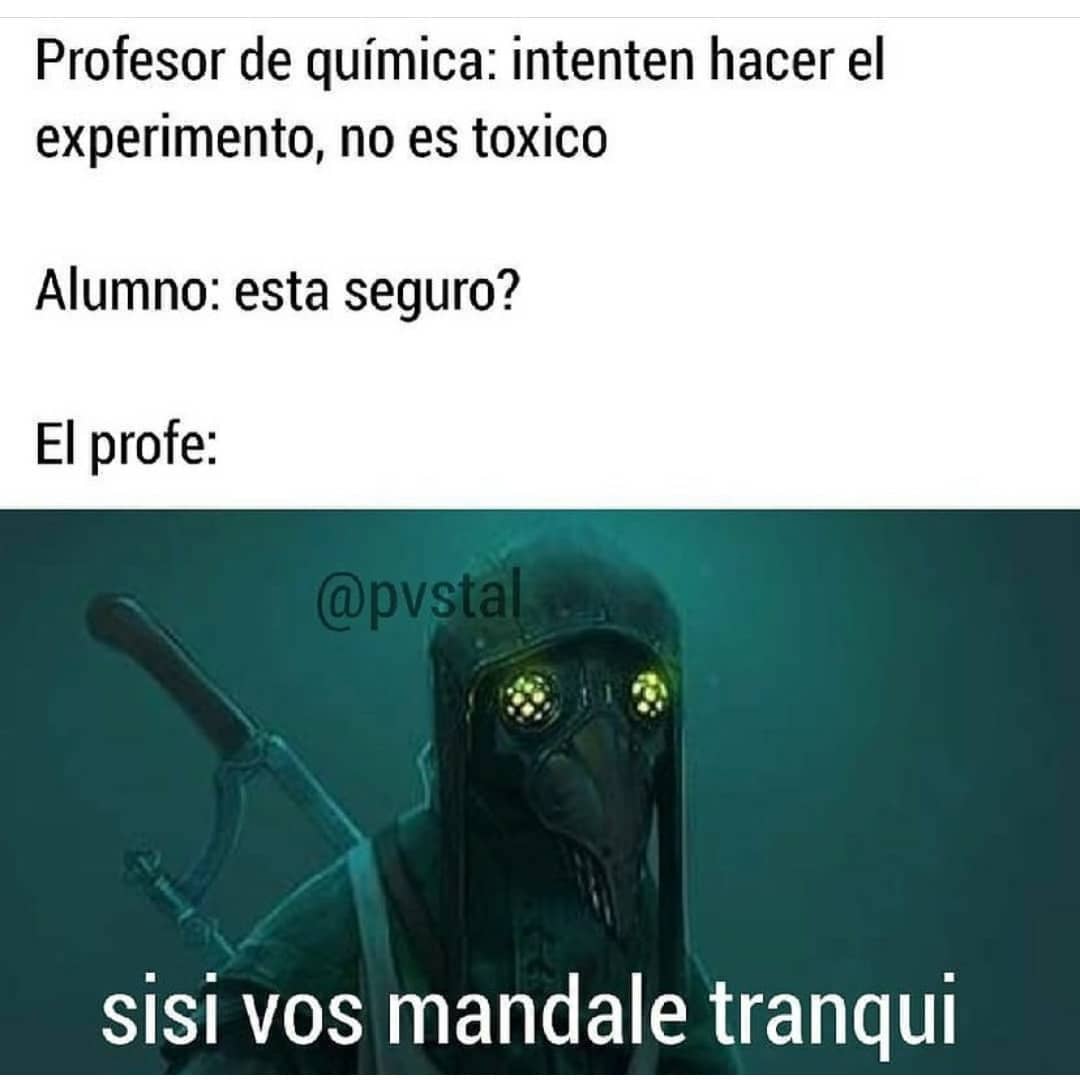 Profesor de química: intenten hacer el
experimento, no es toxico
Alumno: esta seguro?
El profe:
@pvstal
sisi vos mandale tranqui